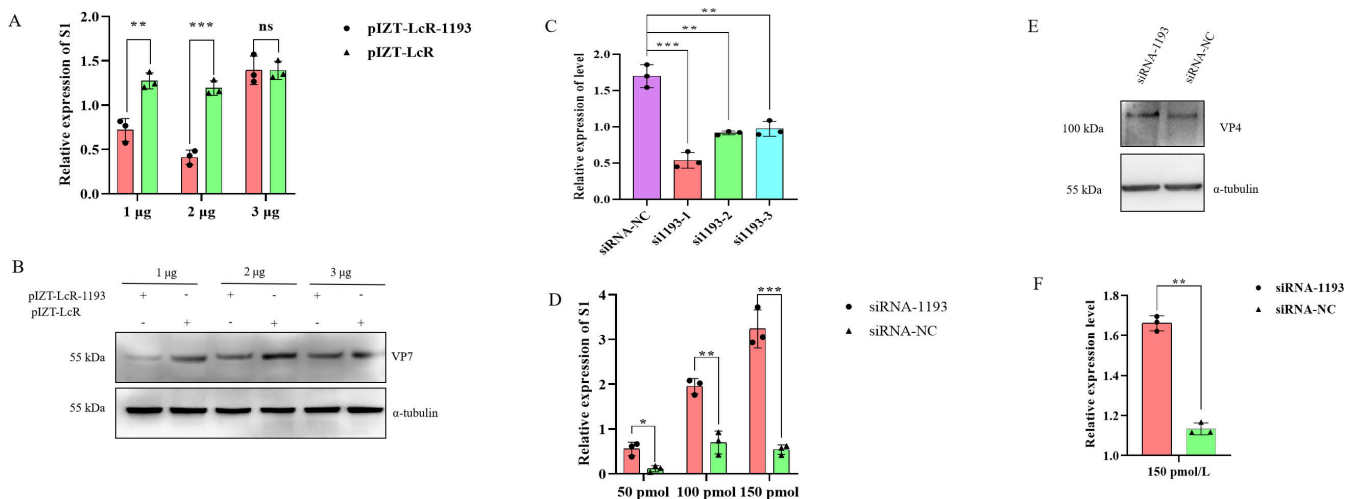 A
Relative expression of S1
1.5
1.0
0.5
0.0
**
***
ns
1 μg
2 μg
3 μg
pIZT-LcR-1193
pIZT-LcR
B
1 μg
2 μg
3 μg
pIZT-LcR-1193
+ - + - + -
pIZT-LcR
- + - + - +
55 kDa
VP7
55 kDa
α-tubulin
C
Relative expression of level
2.0
1.5
1.0
0.5
0.0
**
**
***
siRNA-NC
si1193-1
si1193-2
si1193-3
D
Relative expression of S1
4
3
2
1
0
*
**
***
50 pmol
100 pmol
150 pmol
siRNA-1193
siRNA-NC
E
siRNA-1193
siRNA-NC
100 kDa
VP4
55 kDa
α-tubulin
F
Relative expression level
1.8
1.6
1.4
1.2
1.0
**
150 pmol/L
siRNA-1193
siRNA-NC